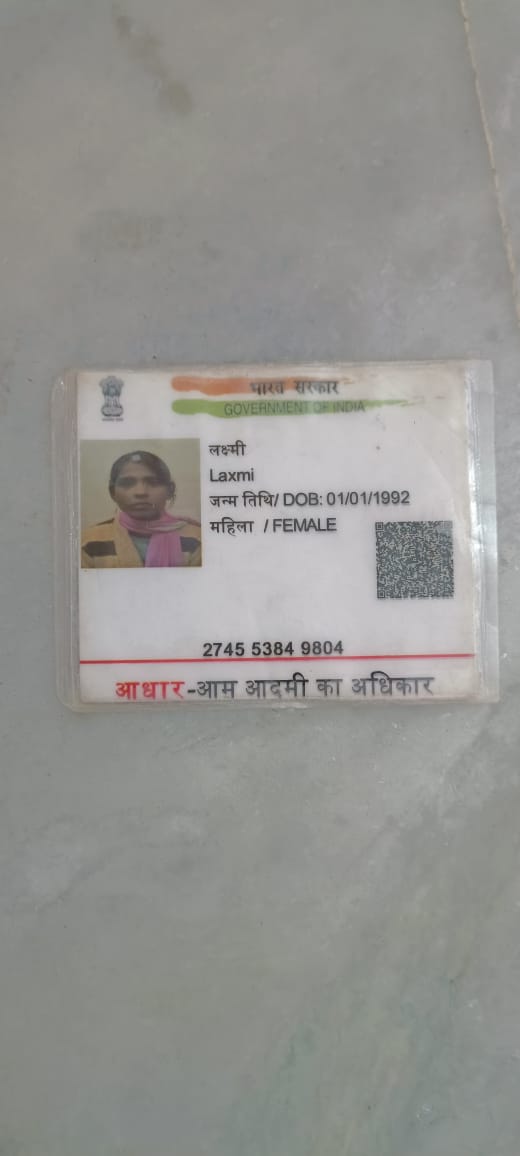 भारत सरकार
GOVERNMENT OF INDIA
लक्ष्मी
Laxmi
जन्म तिथि/ DOB: 01/01/1992
महिला / FEMALE
2745 5384 9804
आधार-आम आदमी का अधिकार